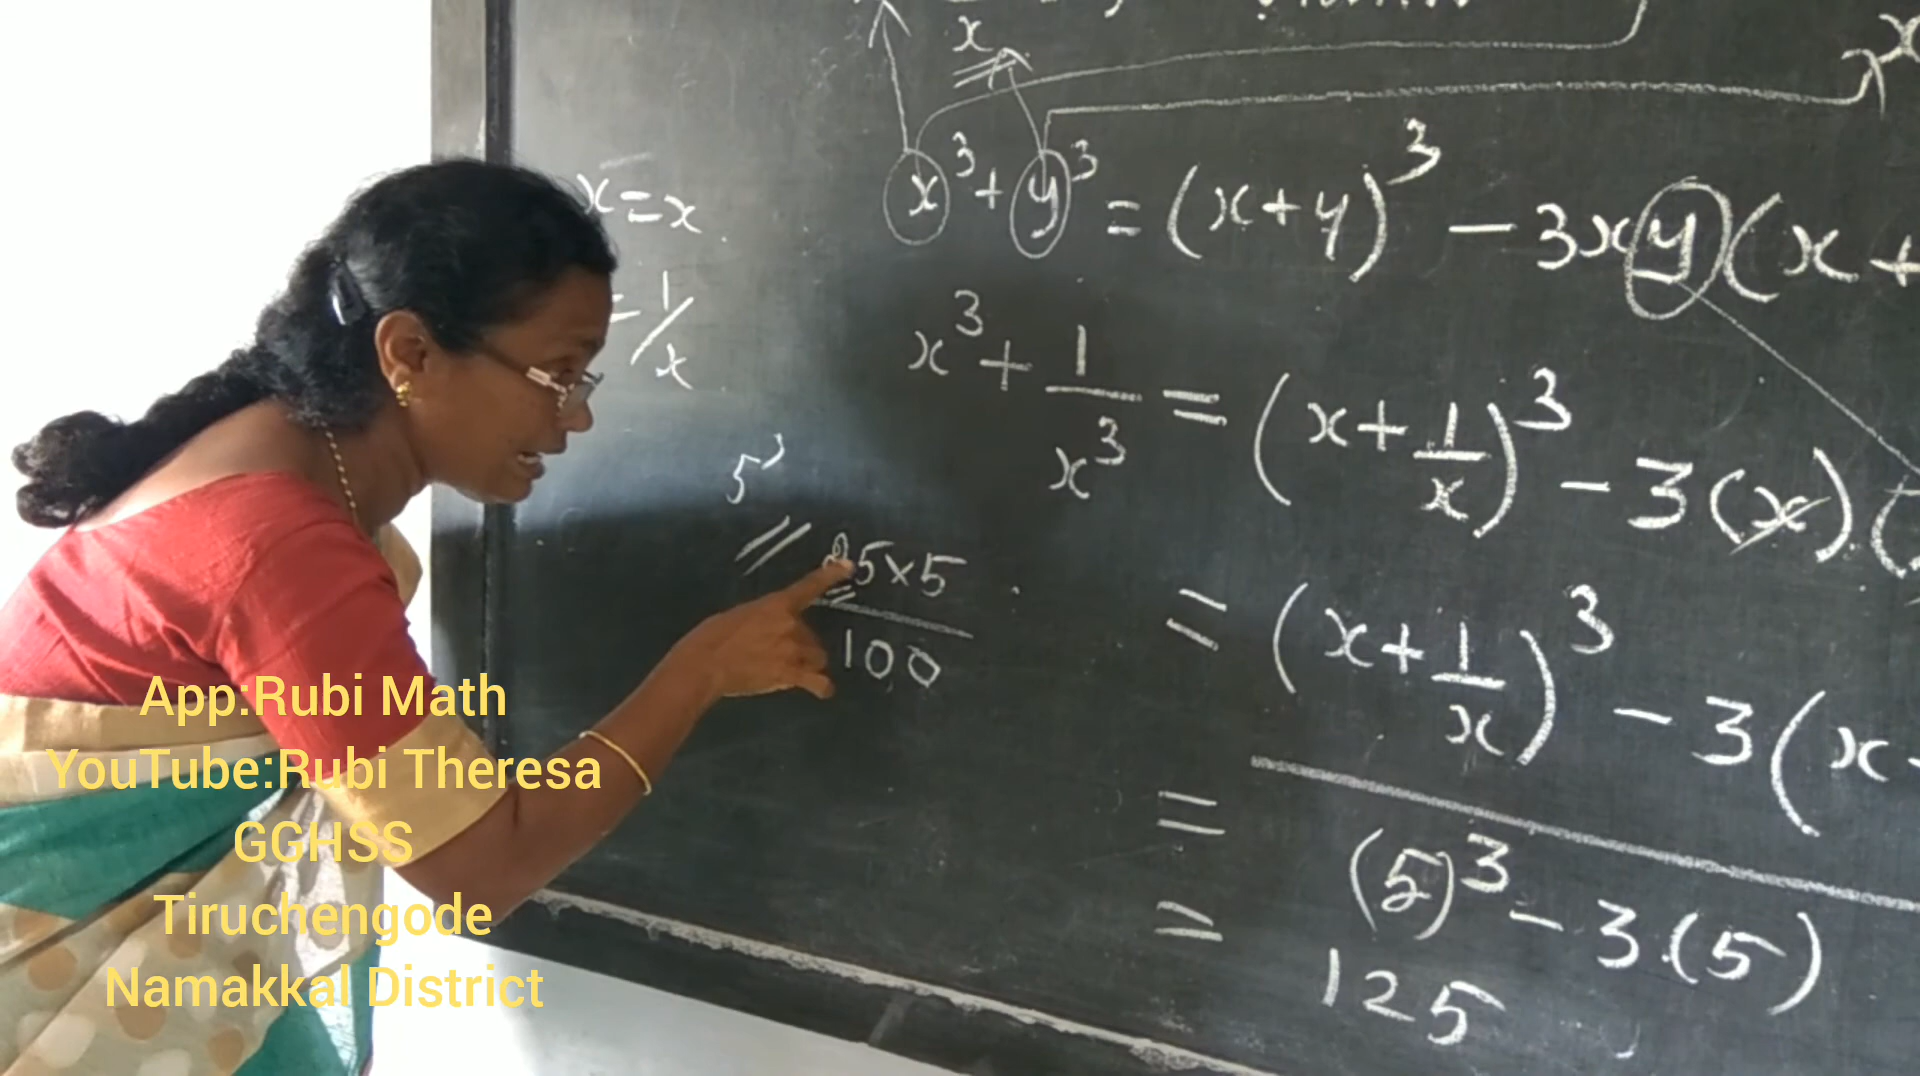 x
x = x
= 1/x
x³ + y³ = (x+y)³ - 3xy(x+
x³ + 1/x³ = (x + 1/x)³ - 3(x)(
= (x + 1/x)³ - 3(x
5³
25×5
100
= (5)³ - 3(5)
= 125
App:Rubi Math
YouTube:Rubi Theresa
GGHSS
Tiruchengode
Namakkal District